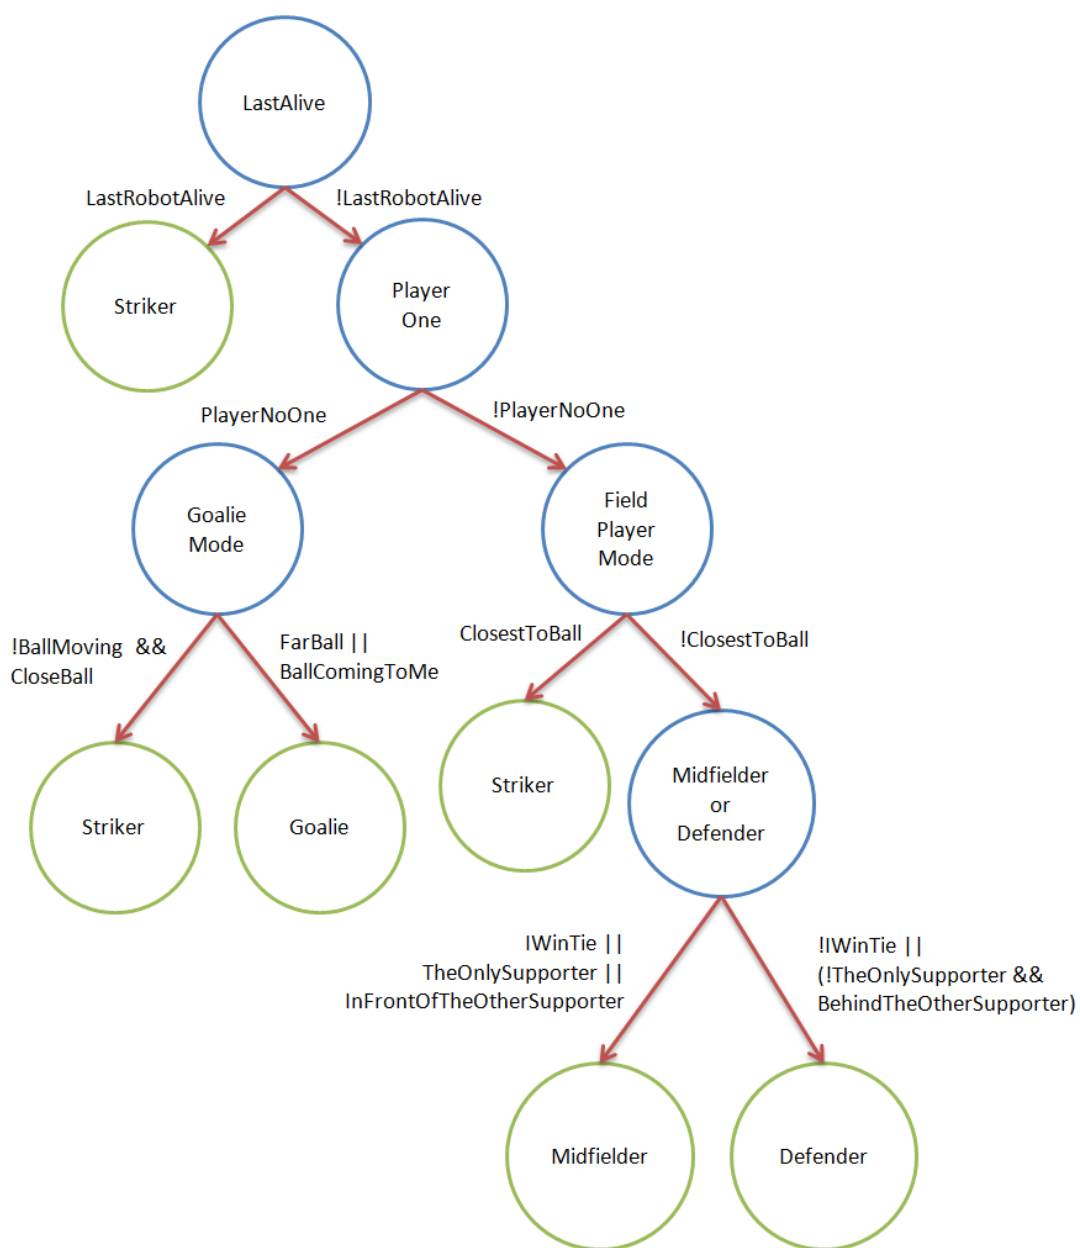 LastAlive
LastRobotAlive
!LastRobotAlive
Striker
Player
One
PlayerNoOne
!PlayerNoOne
Goalie
Mode
Field
Player
Mode
!BallMoving &&
CloseBall
FarBall ||
BallComingToMe
ClosestToBall
!ClosestToBall
Striker
Goalie
Striker
Midfielder
or
Defender
IWinTie ||
TheOnlySupporter ||
InFrontOfTheOtherSupporter
!IWinTie ||
(!TheOnlySupporter &&
BehindTheOtherSupporter)
Midfielder
Defender